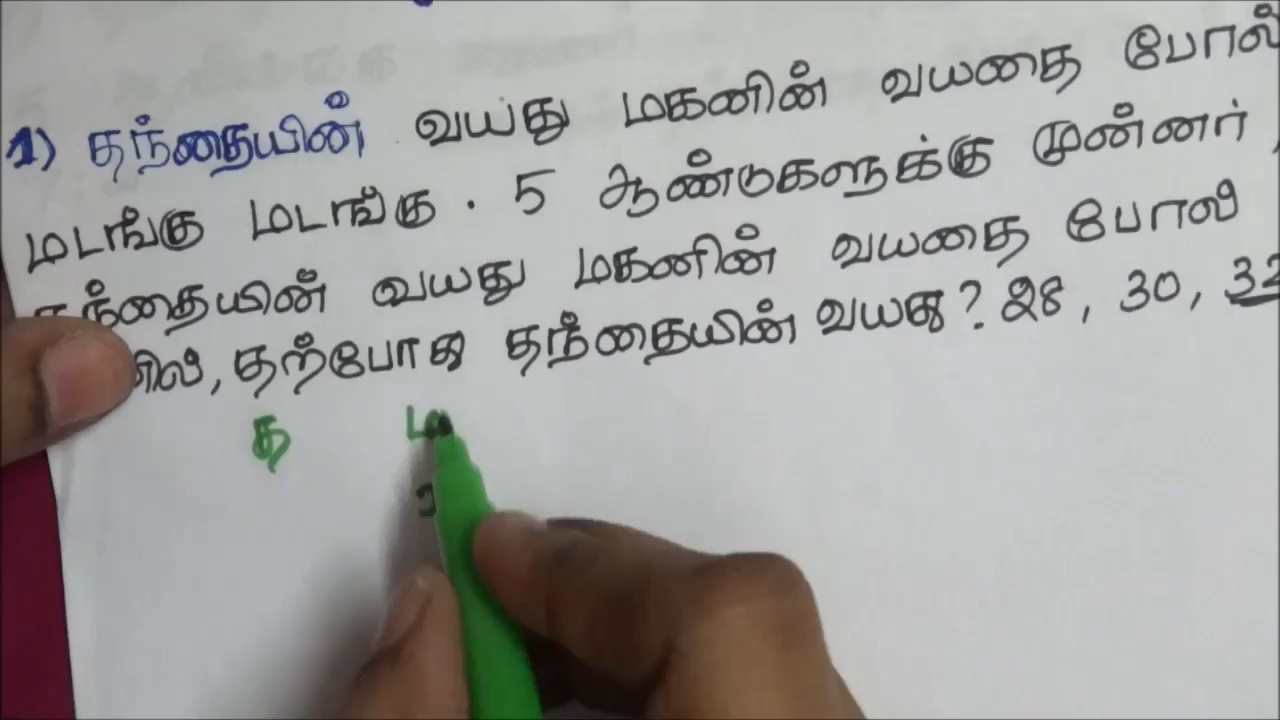 1) தந்தையின் வயது மகனின் வயதை போல்
மடங்கு மடங்கு. 5 ஆண்டுகளுக்கு முன்னர்,
தந்தையின் வயது மகனின் வயதை போல்
தற்போது தந்தையின் வயது? 28, 30, 32
த ம